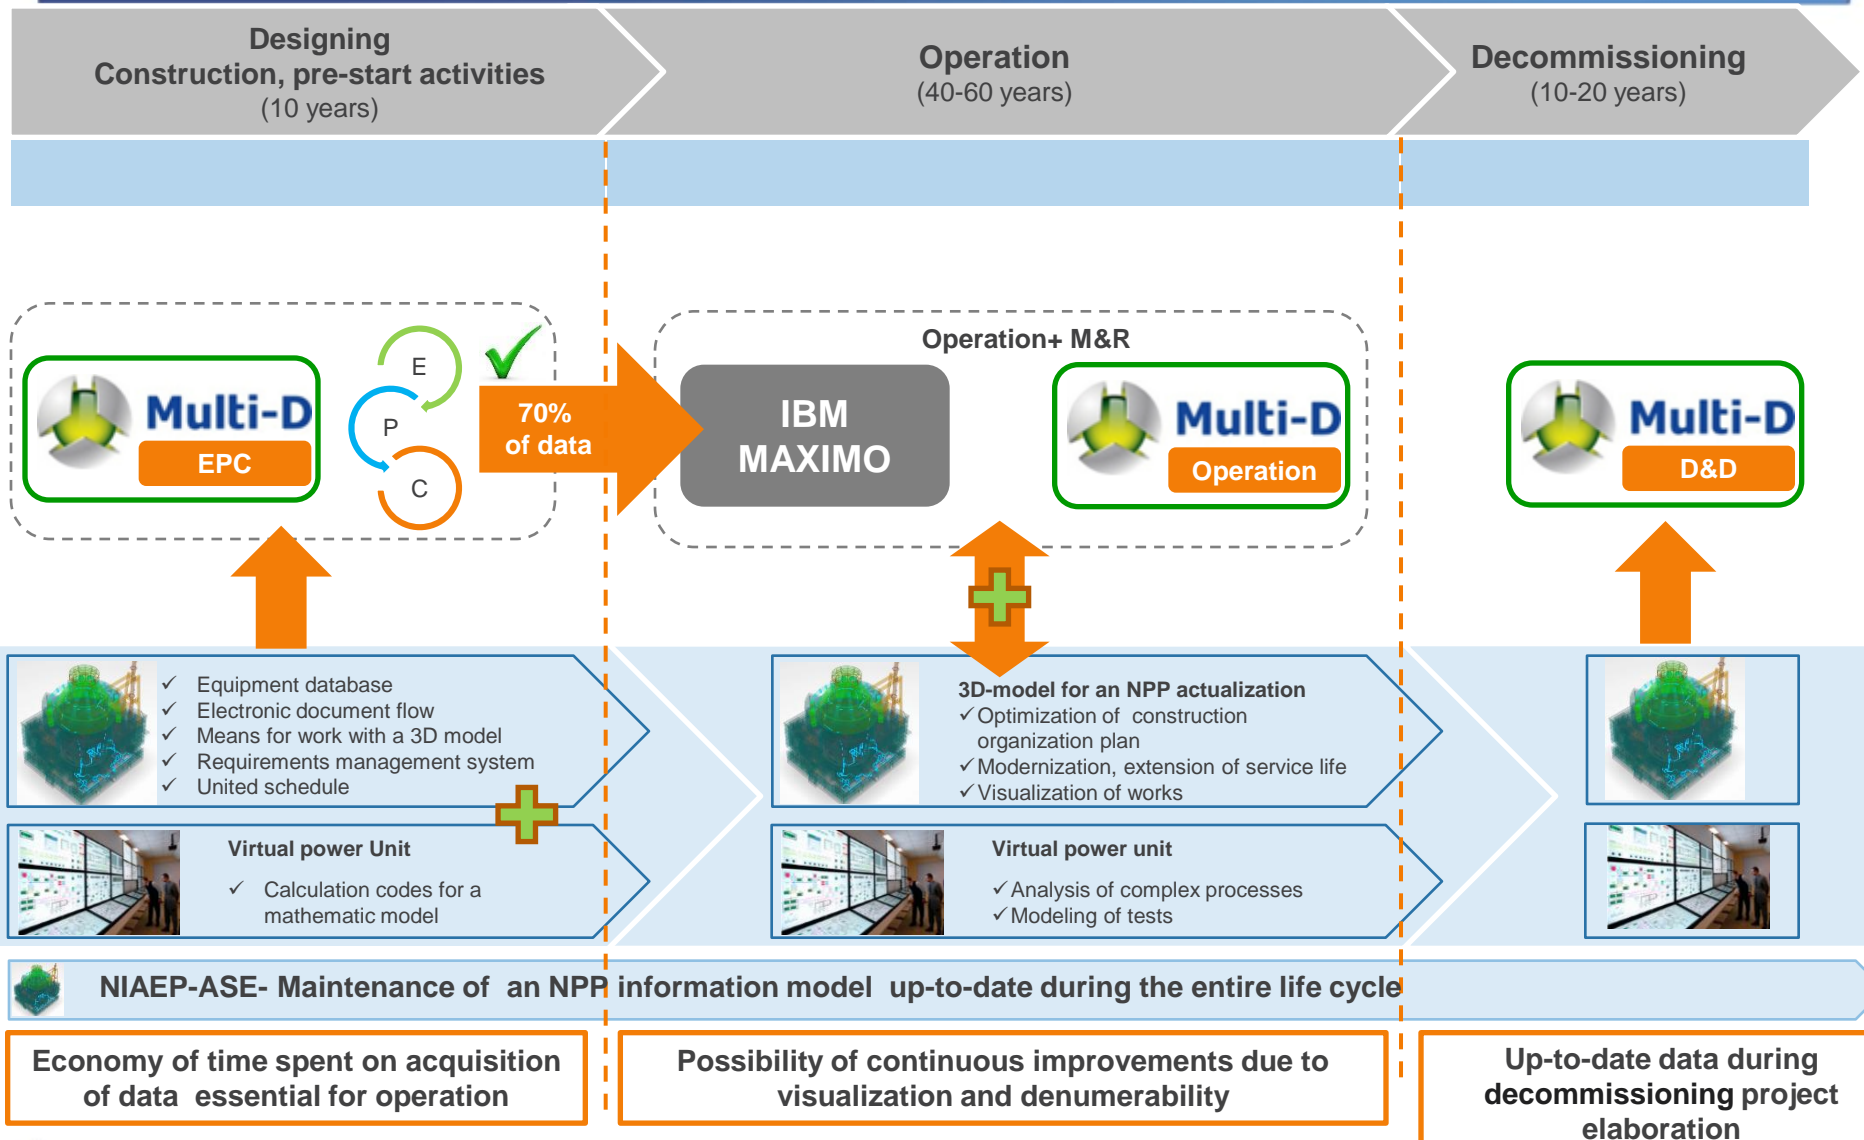 Designing
Construction, pre-start activities
(10 years)
Operation
(40-60 years)
Decommissioning
(10-20 years)
Multi-D
EPC
E
P
C
70%
of data
Operation+ M&R
IBM
MAXIMO
Multi-D
Operation
Multi-D
D&D
✓ Equipment database
✓ Electronic document flow
✓ Means for work with a 3D model
✓ Requirements management system
✓ United schedule
3D-model for an NPP actualization
✓ Optimization of construction
organization plan
✓ Modernization, extension of service life
✓ Visualization of works
Virtual power Unit
✓ Calculation codes for a
mathematic model
Virtual power unit
✓ Analysis of complex processes
✓ Modeling of tests
NIAEP-ASE- Maintenance of an NPP information model up-to-date during the entire life cycle
Economy of time spent on acquisition
of data essential for operation
Possibility of continuous improvements due to
visualization and denumerability
Up-to-date data during
decommissioning project
elaboration